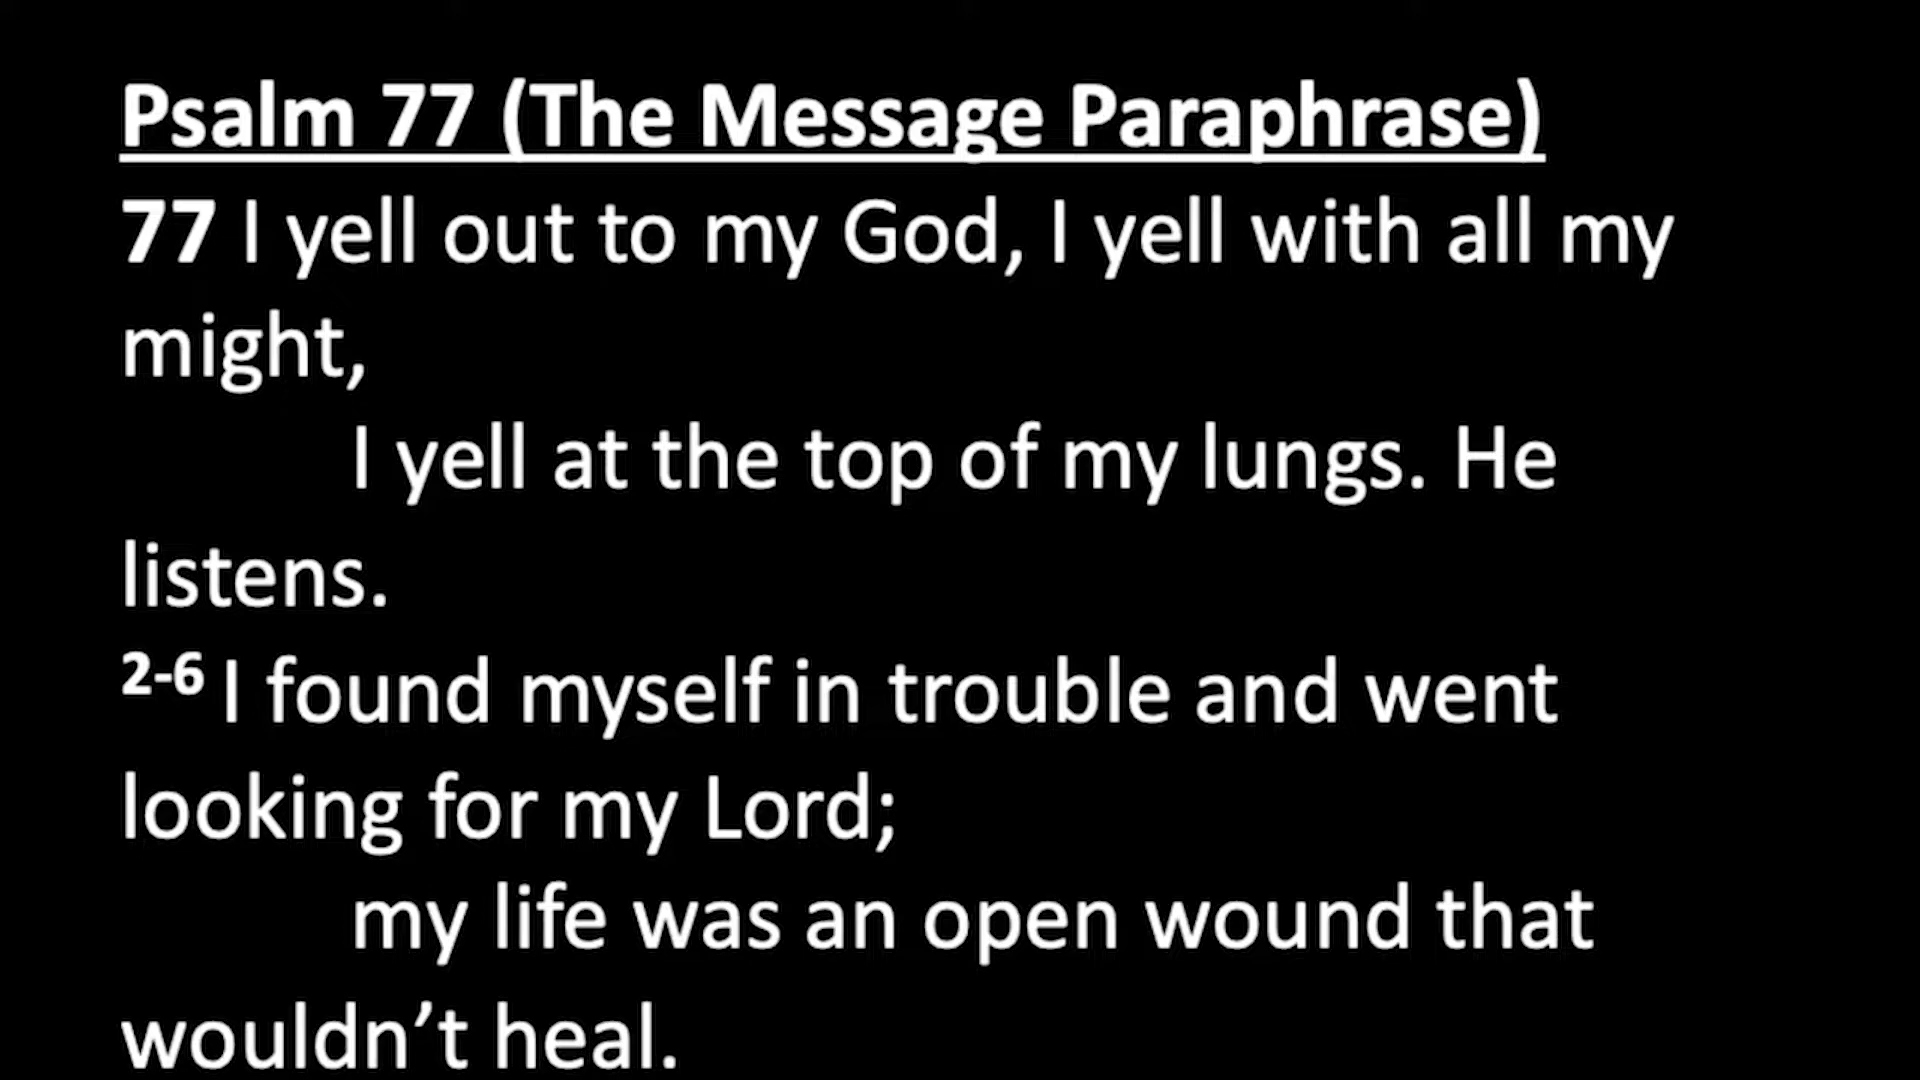 Psalm 77 (The Message Paraphrase)
77 I yell out to my God, I yell with all my
might,
I yell at the top of my lungs. He
listens.
2-6 I found myself in trouble and went
looking for my Lord;
my life was an open wound that
wouldn’t heal.